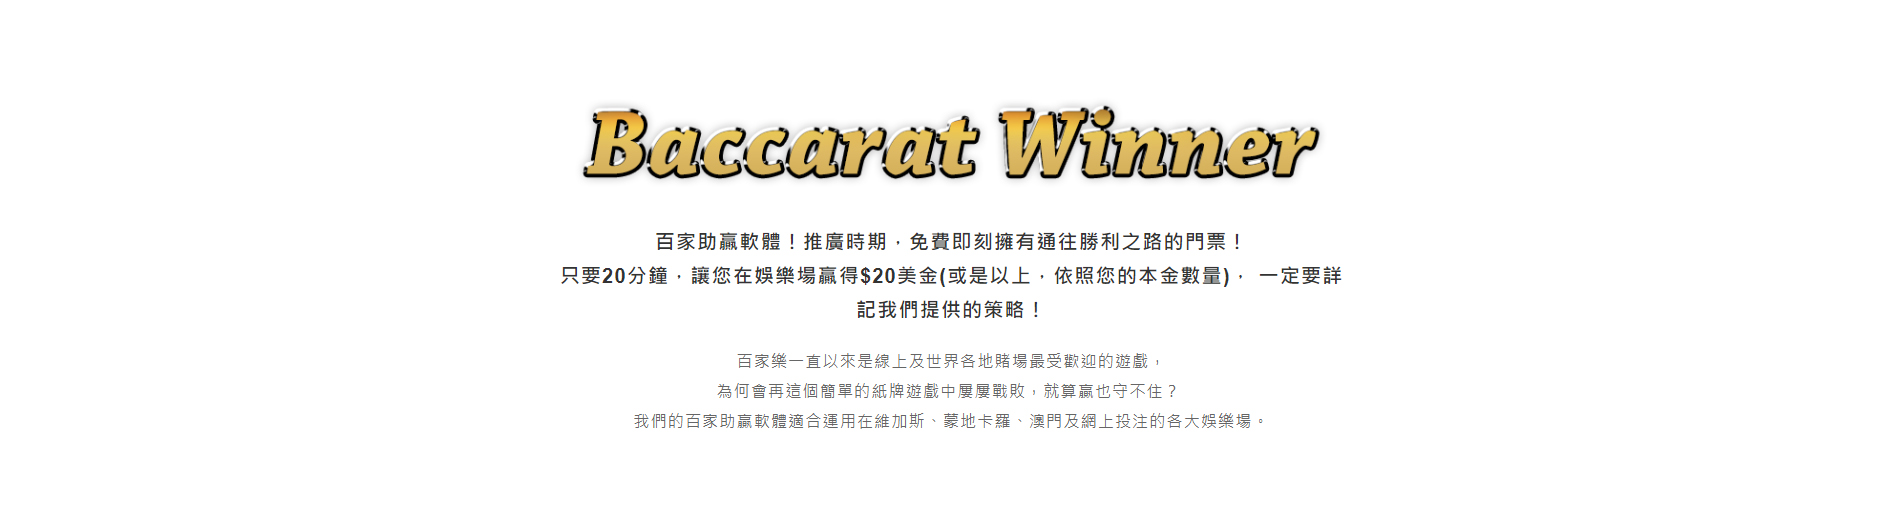 Baccarat Winner
百家助贏軟體！推廣時期，免費即刻擁有通往勝利之路的門票！
只要20分鐘，讓您在娛樂場贏得$20美金(或是以上，依照您的本金數量)， 一定要詳
記我們提供的策略！
百家樂一直以來是線上及世界各地賭場最受歡迎的遊戲，
為何會再這個簡單的紙牌遊戲中屢屢戰敗，就算贏也守不住？
我們的百家助贏軟體適合運用在維加斯、蒙地卡羅、澳門及網上投注的各大娛樂場。